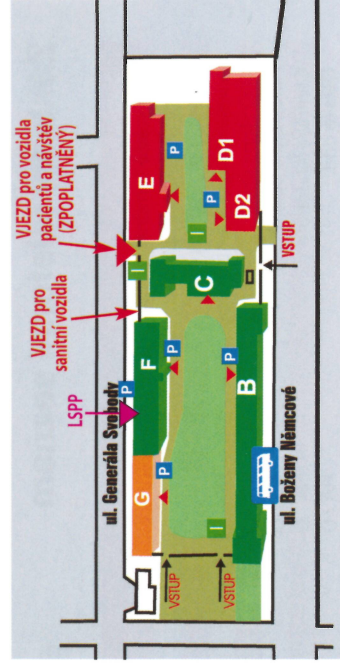 VJEZD pro vozidla
pacientů a návštěv
(ZPOPLATNĚNÝ)
VJEZD pro
sanitní vozidla
LSPP
ul. Generála Svobody
P
G
F
E
P
P
P
I
C
I
P
D1
D2
P
B
I
VSTUP
VSTUP
VSTUP
ul. Boženy Němcové